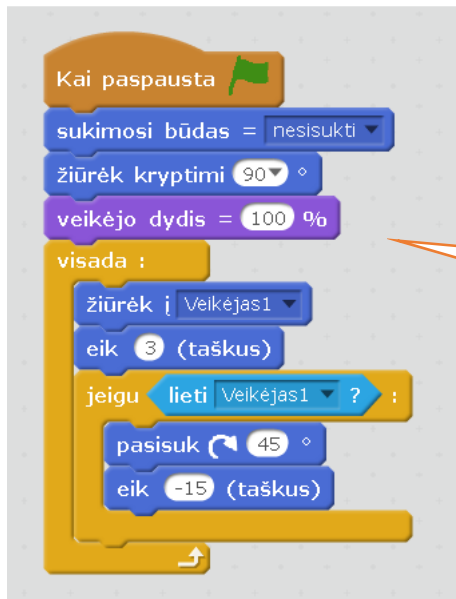 Kai paspausta
sukimosi būdas = nesisukti
žiūrėk kryptimi 90 °
veikėjo dydis = 100 %
visada :
žiūrėk į Veikėjas1
eik 3 (taškus)
jeigu lieti Veikėjas1 ? :
pasisuk 45 °
eik -15 (taškus)